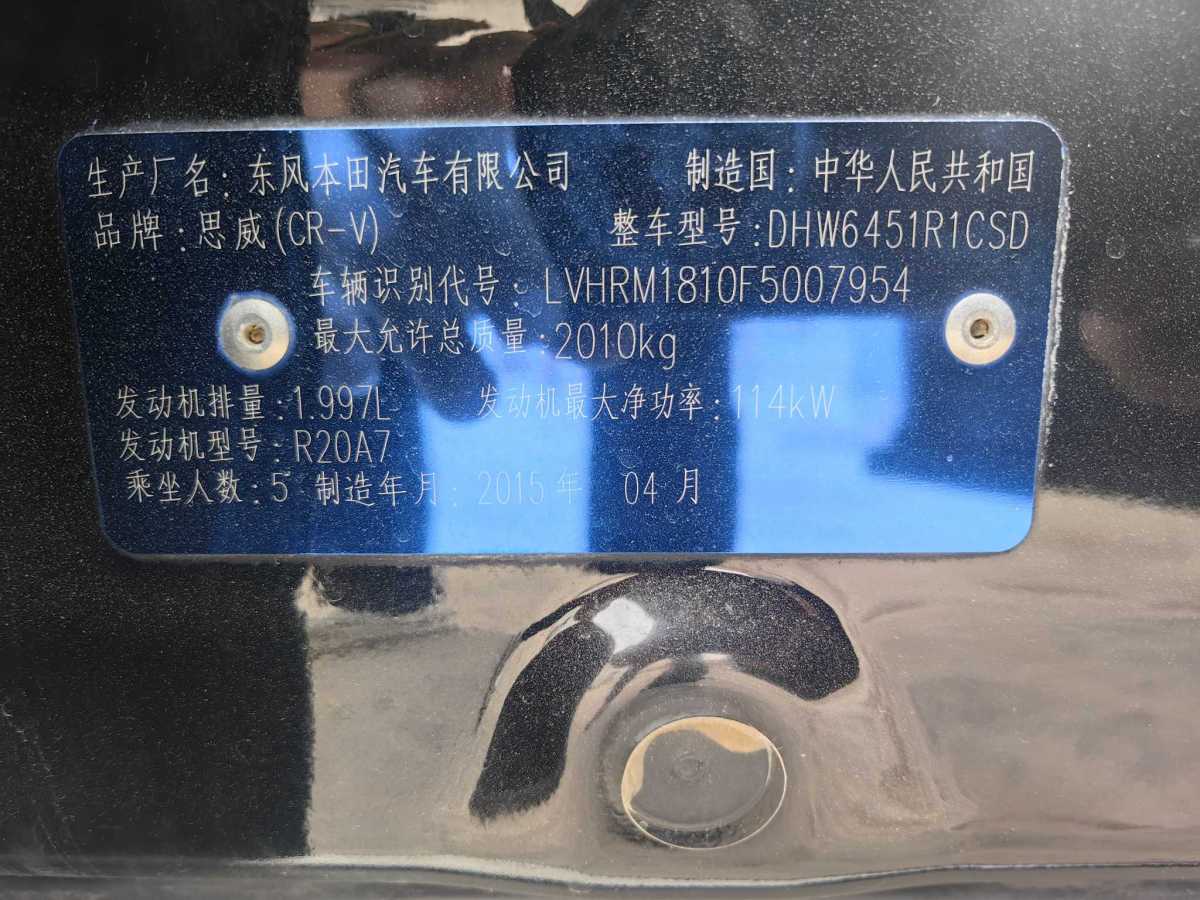 生产厂名：东风本田汽车有限公司 制造国：中华人民共和国
品牌：思威(CR-V) 整车型号：DHW6451R1CSD
车辆识别代号：LVHRM1810F5007954
最大允许总质量：2010kg
发动机排量：1.997L 发动机最大净功率：114kW
发动机型号：R20A7
乘坐人数：5 制造年月：2015年 04月